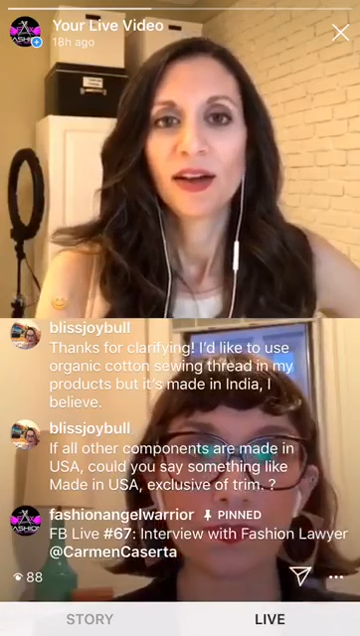 Your Live Video
18h ago
blissjoybull
Thanks for clarifying! I'd like to use
organic cotton sewing thread in my
products but it's made in India, I
believe.
blissjoybull
If all other components are made in
USA, could you say something like
Made in USA, exclusive of trim. ?
fashionangelwarrior PINNED
FB Live #67: Interview with Fashion Lawyer
@CarmenCaserta
88
STORY LIVE